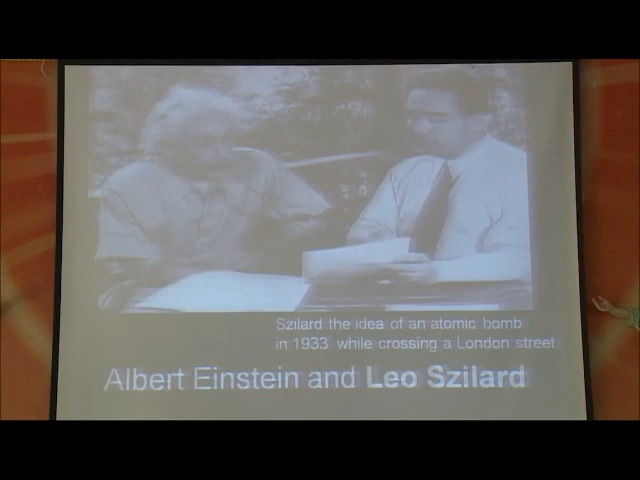 Szilard the idea of an atomic bomb
in 1933 while crossing a London street
Albert Einstein and Leo Szilard